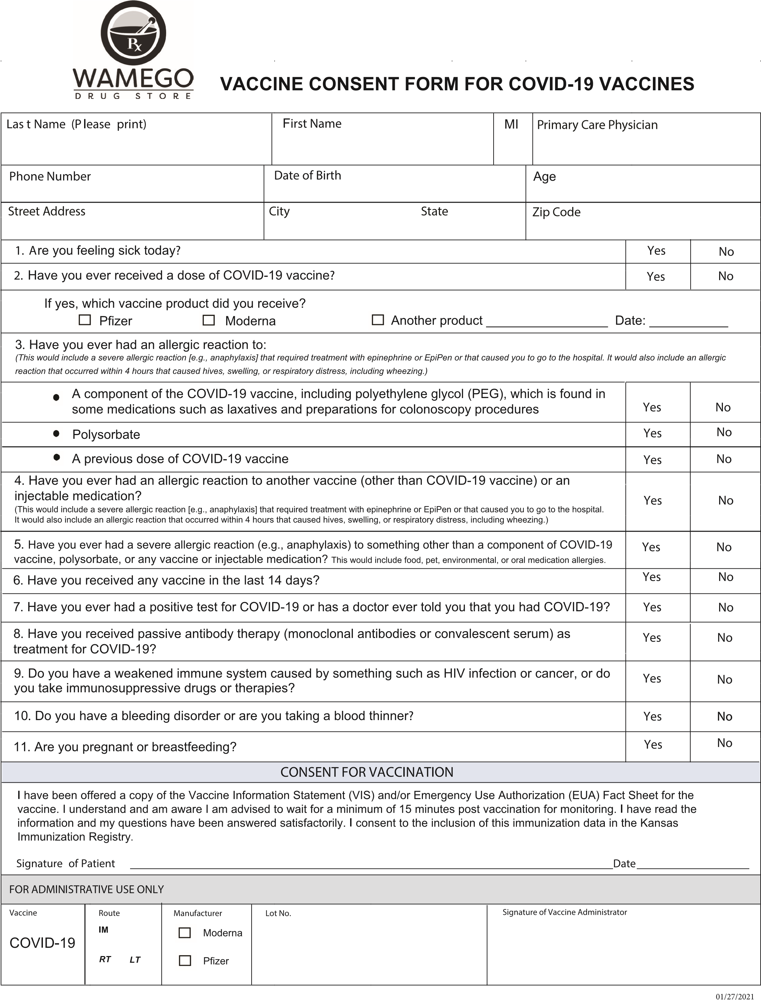 Rx
WAMEGO
DRUG STORE
VACCINE CONSENT FORM FOR COVID-19 VACCINES
Las t Name (Please print) First Name MI Primary Care Physician
Phone Number Date of Birth Age
Street Address City State Zip Code
1. Are you feeling sick today? Yes No
2. Have you ever received a dose of COVID-19 vaccine? Yes No
If yes, which vaccine product did you receive?
Pfizer Moderna Another product Date:
3. Have you ever had an allergic reaction to:
(This would include a severe allergic reaction [e.g., anaphylaxis] that required treatment with epinephrine or EpiPen or that caused you to go to the hospital. It would also include an allergic
reaction that occurred within 4 hours that caused hives, swelling, or respiratory distress, including wheezing.)
• A component of the COVID-19 vaccine, including polyethylene glycol (PEG), which is found in
some medications such as laxatives and preparations for colonoscopy procedures Yes No
• Polysorbate Yes No
• A previous dose of COVID-19 vaccine Yes No
4. Have you ever had an allergic reaction to another vaccine (other than COVID-19 vaccine) or an
injectable medication? Yes No
(This would include a severe allergic reaction [e.g., anaphylaxis] that required treatment with epinephrine or EpiPen or that caused you to go to the hospital.
It would also include an allergic reaction that occurred within 4 hours that caused hives, swelling, or respiratory distress, including wheezing.)
5. Have you ever had a severe allergic reaction (e.g., anaphylaxis) to something other than a component of COVID-19 Yes No
vaccine, polysorbate, or any vaccine or injectable medication? This would include food, pet, environmental, or oral medication allergies.
6. Have you received any vaccine in the last 14 days? Yes No
7. Have you ever had a positive test for COVID-19 or has a doctor ever told you that you had COVID-19? Yes No
8. Have you received passive antibody therapy (monoclonal antibodies or convalescent serum) as Yes No
treatment for COVID-19?
9. Do you have a weakened immune system caused by something such as HIV infection or cancer, or do Yes No
you take immunosuppressive drugs or therapies?
10. Do you have a bleeding disorder or are you taking a blood thinner? Yes No
11. Are you pregnant or breastfeeding? Yes No
CONSENT FOR VACCINATION
I have been offered a copy of the Vaccine Information Statement (VIS) and/or Emergency Use Authorization (EUA) Fact Sheet for the
vaccine. I understand and am aware I am advised to wait for a minimum of 15 minutes post vaccination for monitoring. I have read the
information and my questions have been answered satisfactorily. I consent to the inclusion of this immunization data in the Kansas
Immunization Registry.
Signature of Patient Date
FOR ADMINISTRATIVE USE ONLY
Vaccine Route Manufacturer Lot No. Signature of Vaccine Administrator
IM Moderna
COVID-19
RT LT Pfizer
01/27/2021